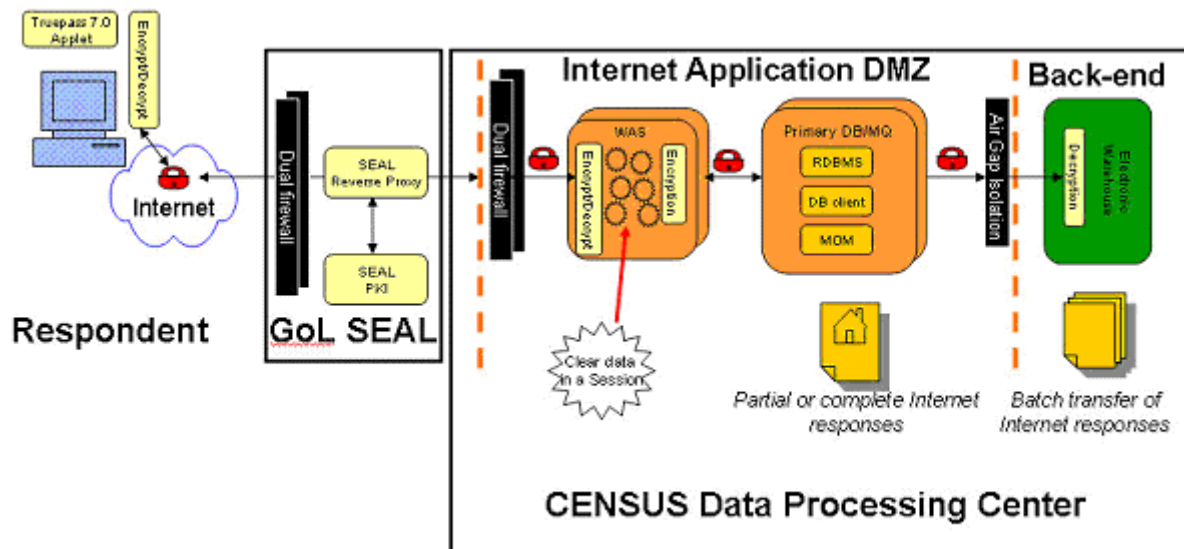 Truepass 7.0
Applet
Encrypt/Decrypt
Internet
Respondent
Dual firewall
SEAL
Reverse Proxy
SEAL
PKI
GoL SEAL
Internet Application DMZ
Back-end
Dual firewall
WAS
Encrypt/Decrypt
Encryption
Clear data
in a Session
Primary DB/MQ
RDBMS
DB client
MOM
Air Gap Isolation
Decryption
Electronic
Warehouse
Partial or complete Internet
responses
Batch transfer of
Internet responses
CENSUS Data Processing Center